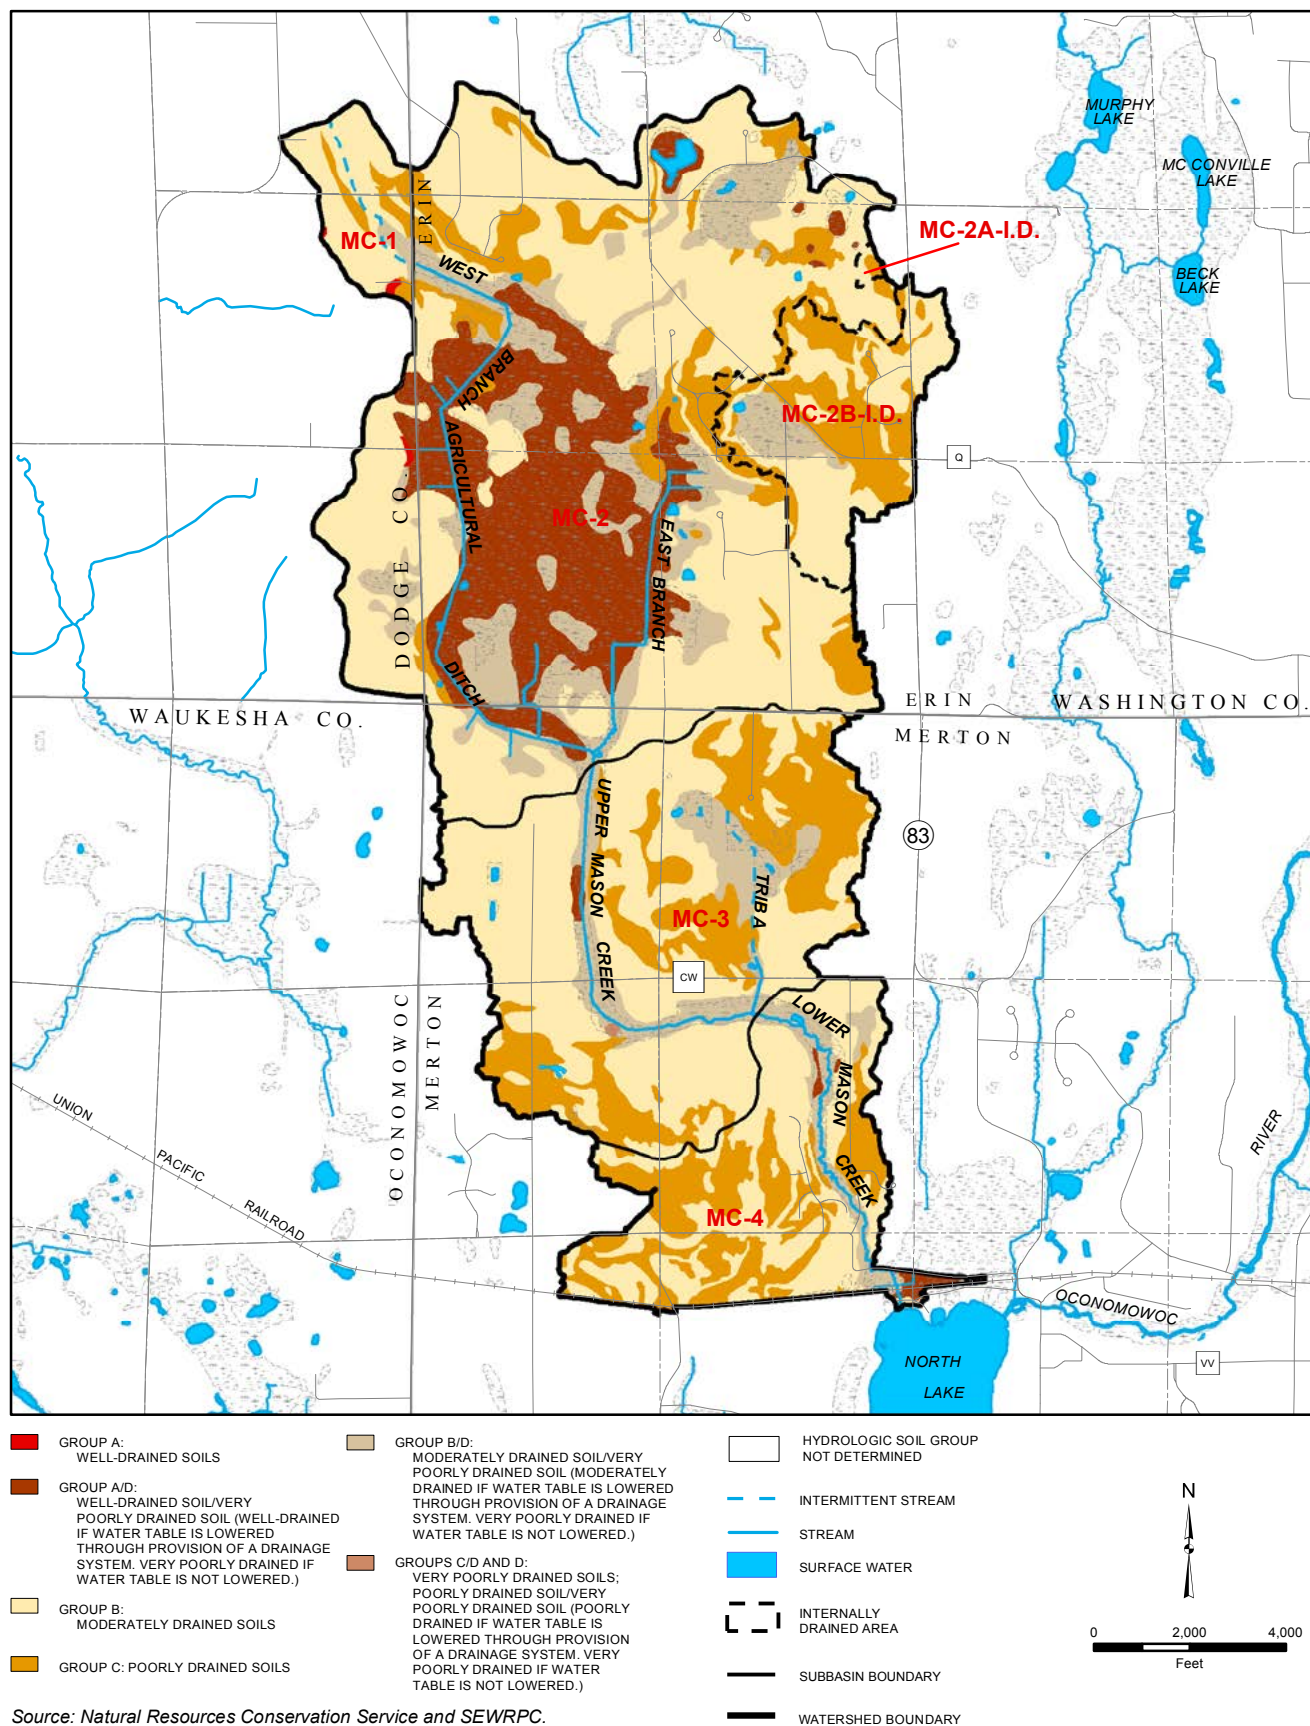 MURPHY
LAKE
MC CONVILLE
LAKE
ERIN
MC-2A-I.D.
MC-1
WEST
BECK
LAKE
BRANCH
MC-2B-I.D.
AGRICULTURAL
Q
DODGE CO.
MC-2
EAST BRANCH
DITCH
ERIN
WASHINGTON CO.
WAUKESHA CO.
MERTON
UPPER MASON CREEK
83
TRIB A
MC-3
CW
OCONOMOWOC
MERTON
LOWER MASON CREEK
UNION PACIFIC RAILROAD
RIVER
MC-4
OCONOMOWOC
NORTH
LAKE
VV
GROUP A:
WELL-DRAINED SOILS
GROUP A/D:
WELL-DRAINED SOIL/VERY
POORLY DRAINED SOIL (WELL-DRAINED
IF WATER TABLE IS LOWERED
THROUGH PROVISION OF A DRAINAGE
SYSTEM. VERY POORLY DRAINED IF
WATER TABLE IS NOT LOWERED.)
GROUP B:
MODERATELY DRAINED SOILS
GROUP C: POORLY DRAINED SOILS
GROUP B/D:
MODERATELY DRAINED SOIL/VERY
POORLY DRAINED SOIL (MODERATELY
DRAINED IF WATER TABLE IS LOWERED
THROUGH PROVISION OF A DRAINAGE
SYSTEM. VERY POORLY DRAINED IF
WATER TABLE IS NOT LOWERED.)
GROUPS C/D AND D:
VERY POORLY DRAINED SOILS;
POORLY DRAINED SOIL/VERY
POORLY DRAINED SOIL (POORLY
DRAINED IF WATER TABLE IS
LOWERED THROUGH PROVISION
OF A DRAINAGE SYSTEM. VERY
POORLY DRAINED IF WATER
TABLE IS NOT LOWERED.)
HYDROLOGIC SOIL GROUP
NOT DETERMINED
INTERMITTENT STREAM
STREAM
SURFACE WATER
INTERNALLY
DRAINED AREA
SUBBASIN BOUNDARY
WATERSHED BOUNDARY
N
0 2,000 4,000
Feet
Source: Natural Resources Conservation Service and SEWRPC.